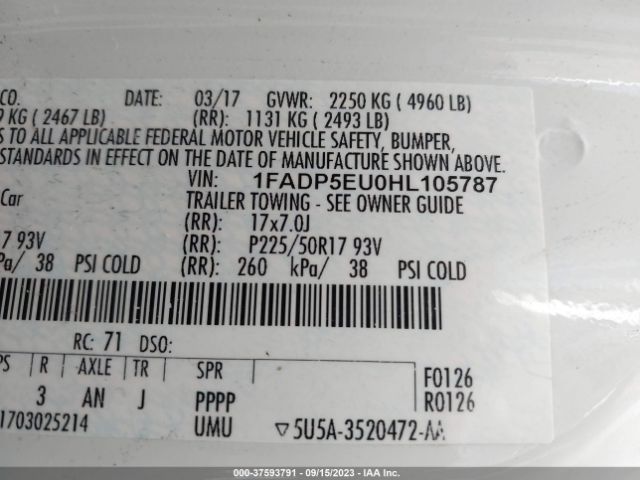 CO. DATE: 03/17 GVWR: 2250 KG ( 4960 LB)
KG ( 2467 LB) (RR): 1131 KG ( 2493 LB)
TO ALL APPLICABLE FEDERAL MOTOR VEHICLE SAFETY, BUMPER,
STANDARDS IN EFFECT ON THE DATE OF MANUFACTURE SHOWN ABOVE.
VIN: 1FADP5EU0HL105787
Car TRAILER TOWING - SEE OWNER GUIDE
(RR): 17x7.0J
17 93V (RR): P225/50R17 93V
/ 38 PSI COLD (RR): 260 kPa/ 38 PSI COLD
RC: 71 DSO:
R AXLE TR SPR F0126
3 AN J PPPP R0126
1703025214 UMU ▽5U5A-3520472-AA
000-37593791 - 09/15/2023 - IAA Inc.